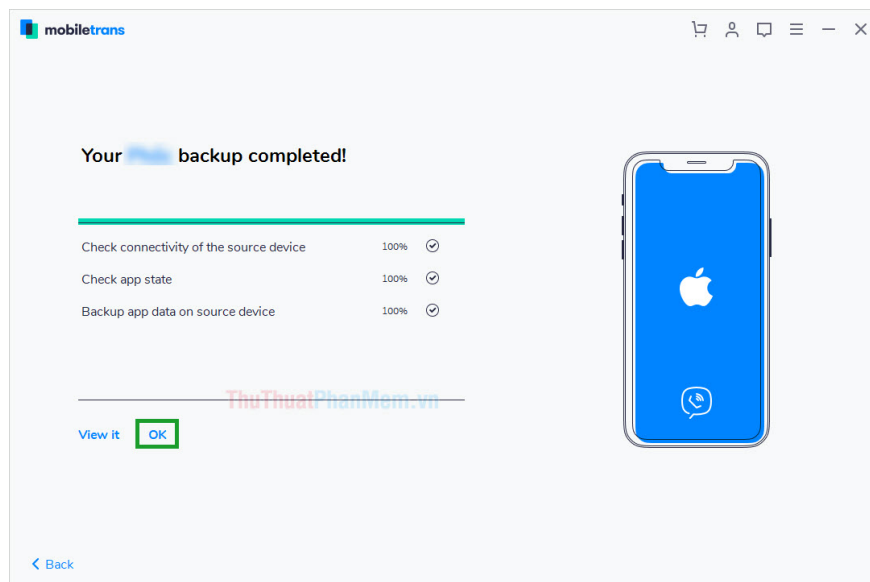 mobiletrans
Your backup completed!
Check connectivity of the source device 100%
Check app state 100%
Backup app data on source device 100%
ThuThuatPhanMem.vn
View it OK
Back